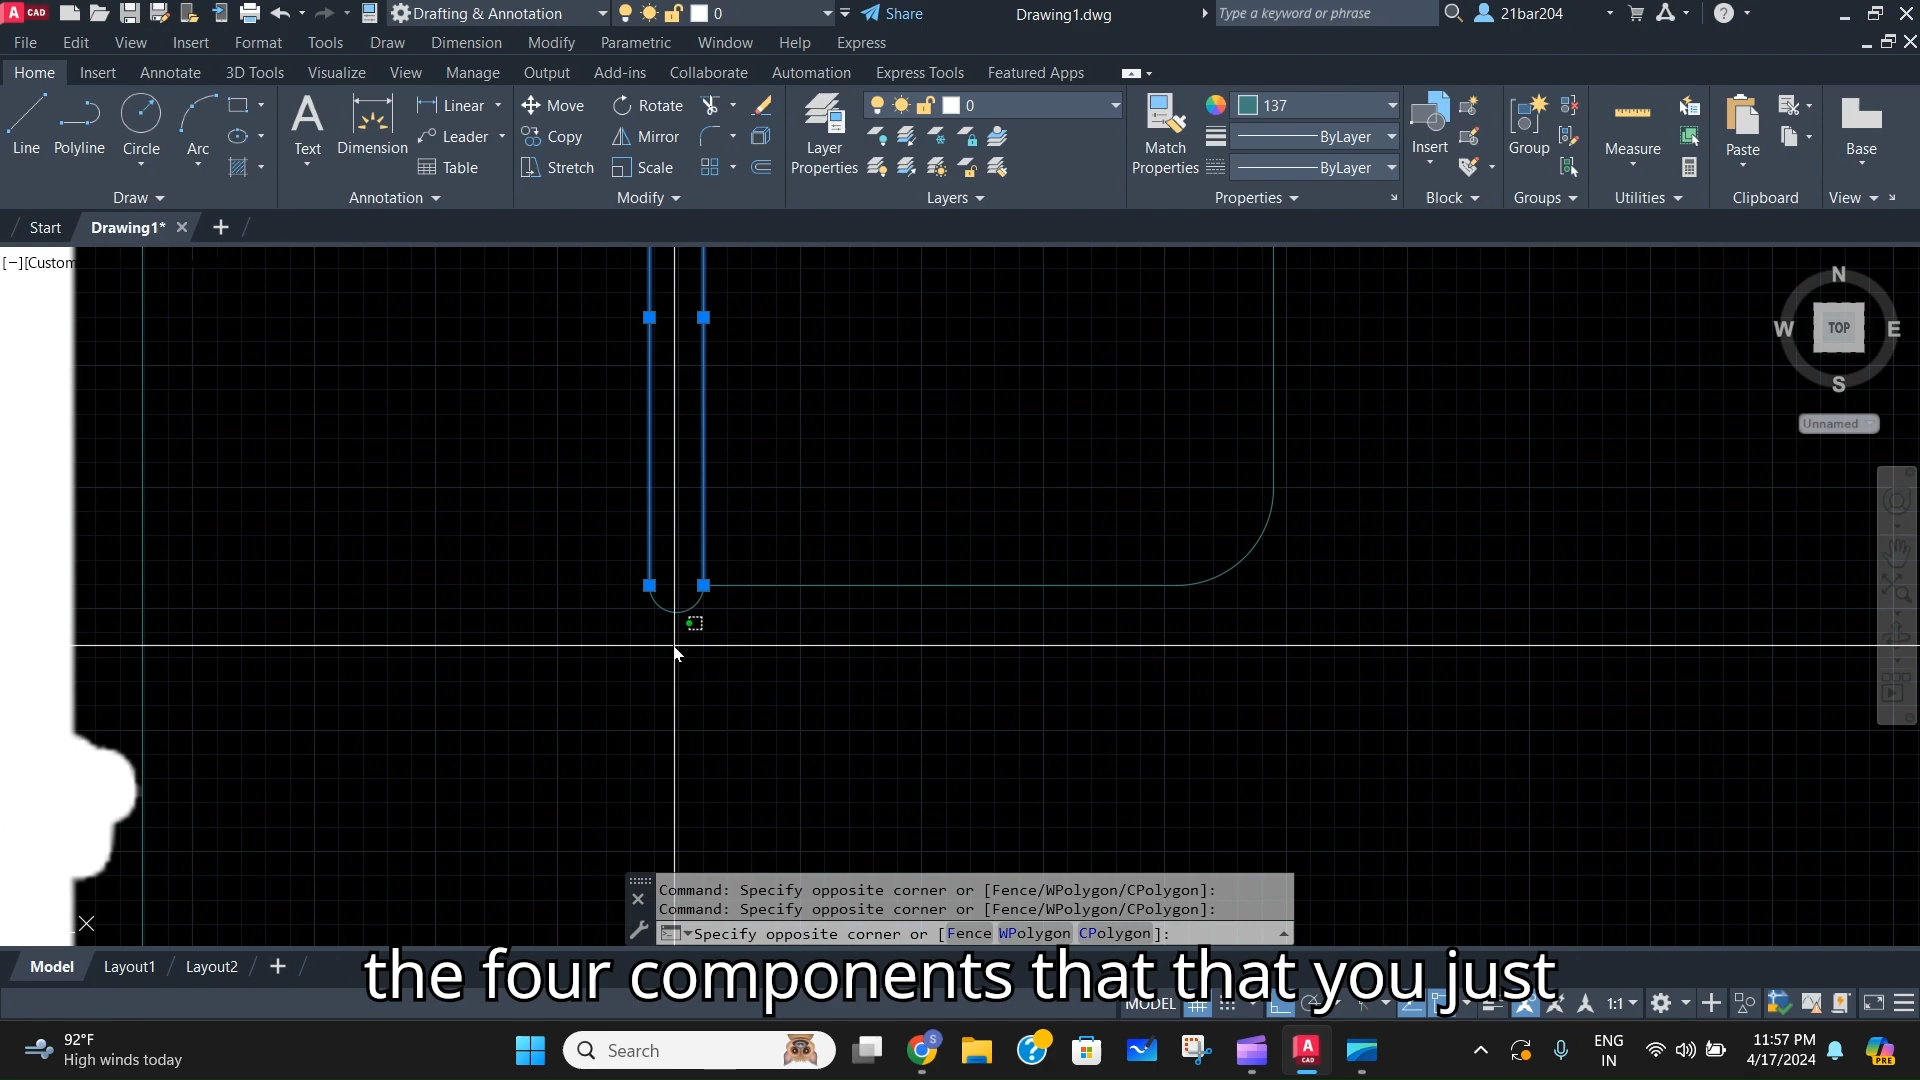 A CAD Drafting & Annotation 0 Share Drawing1.dwg Type a keyword or phrase 21bar204
File Edit View Insert Format Tools Draw Dimension Modify Parametric Window Help Express
Home Insert Annotate 3D Tools Visualize View Manage Output Add-ins Collaborate Automation Express Tools Featured Apps
Line Polyline Circle Arc Text Dimension Linear Leader Table
Move Rotate
Copy Mirror
Stretch Scale
Layer Properties
0
Match Properties
137
ByLayer
ByLayer
Insert Group Measure Paste Base
Draw Annotation Modify Layers Properties Block Groups Utilities Clipboard View
Start Drawing1* +
[−][Custom
N
W TOP E
S
Unnamed
X
Command: Specify opposite corner or [Fence/WPolygon/CPolygon]:
Command: Specify opposite corner or [Fence/WPolygon/CPolygon]:
Specify opposite corner or [Fence WPolygon CPolygon]:
Model Layout1 Layout2 +
the four components that that you just
MODEL 1:1
92°F
High winds today
Search
S
A CAD
ENG
IN
11:57 PM
4/17/2024
PRE